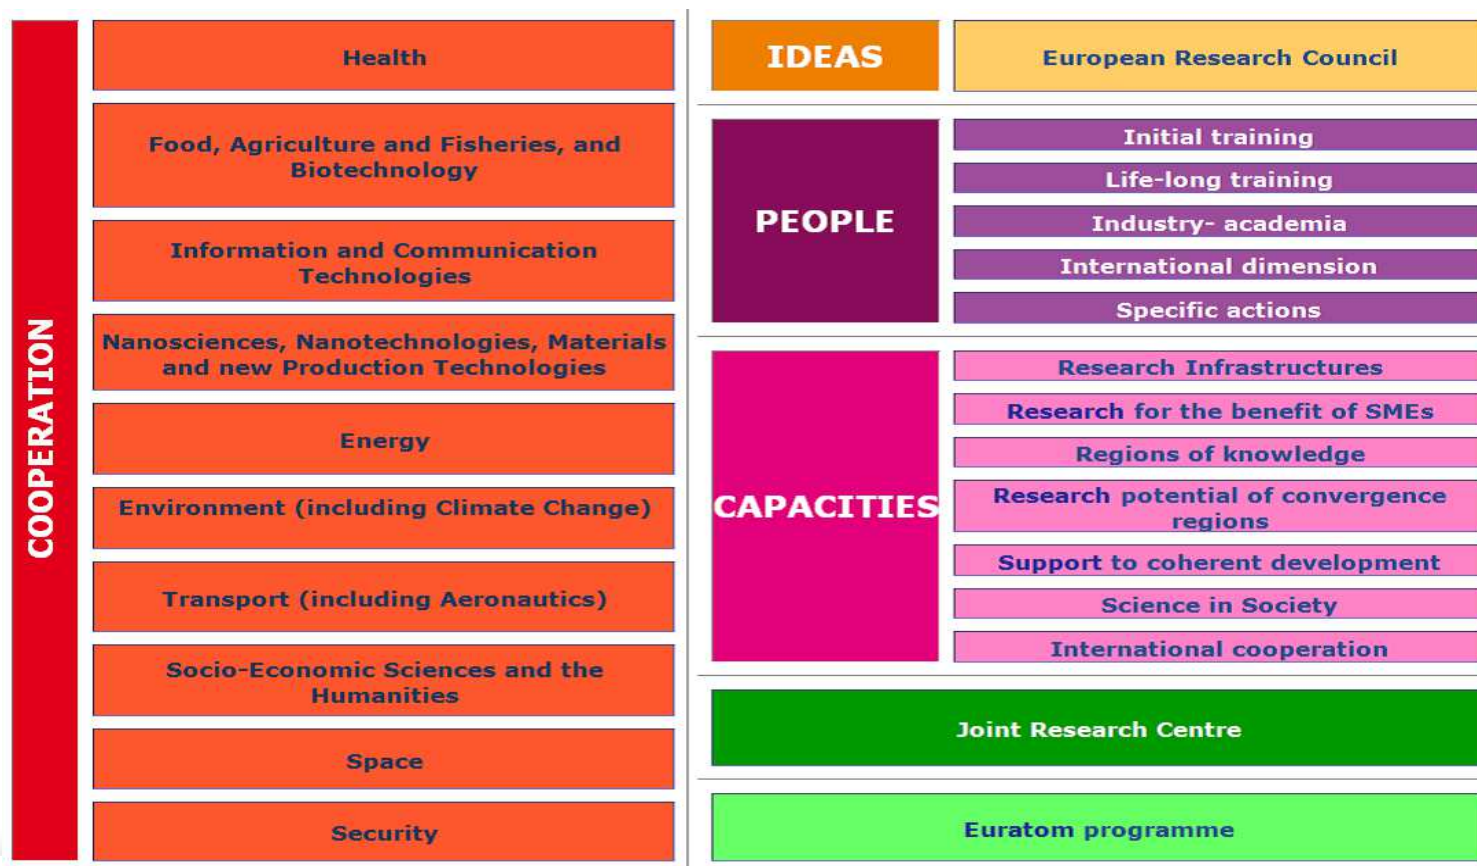 COOPERATION
Health
Food, Agriculture and Fisheries, and
Biotechnology
Information and Communication
Technologies
Nanosciences, Nanotechnologies, Materials
and new Production Technologies
Energy
Environment (including Climate Change)
Transport (including Aeronautics)
Socio-Economic Sciences and the
Humanities
Space
Security
IDEAS
European Research Council
PEOPLE
Initial training
Life-long training
Industry- academia
International dimension
Specific actions
CAPACITIES
Research Infrastructures
Research for the benefit of SMEs
Regions of knowledge
Research potential of convergence
regions
Support to coherent development
Science in Society
International cooperation
Joint Research Centre
Euratom programme